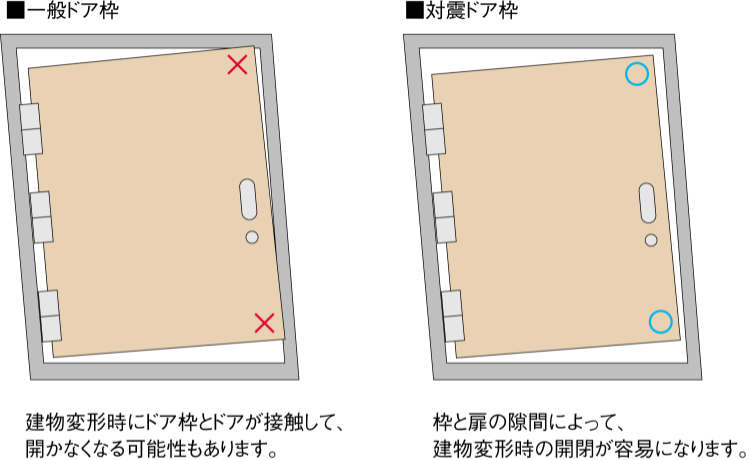 ■一般ドア枠
■対震ドア枠
建物変形時にドア枠とドアが接触して、
開かなくなる可能性もあります。
枠と扉の隙間によって、
建物変形時の開閉が容易になります。